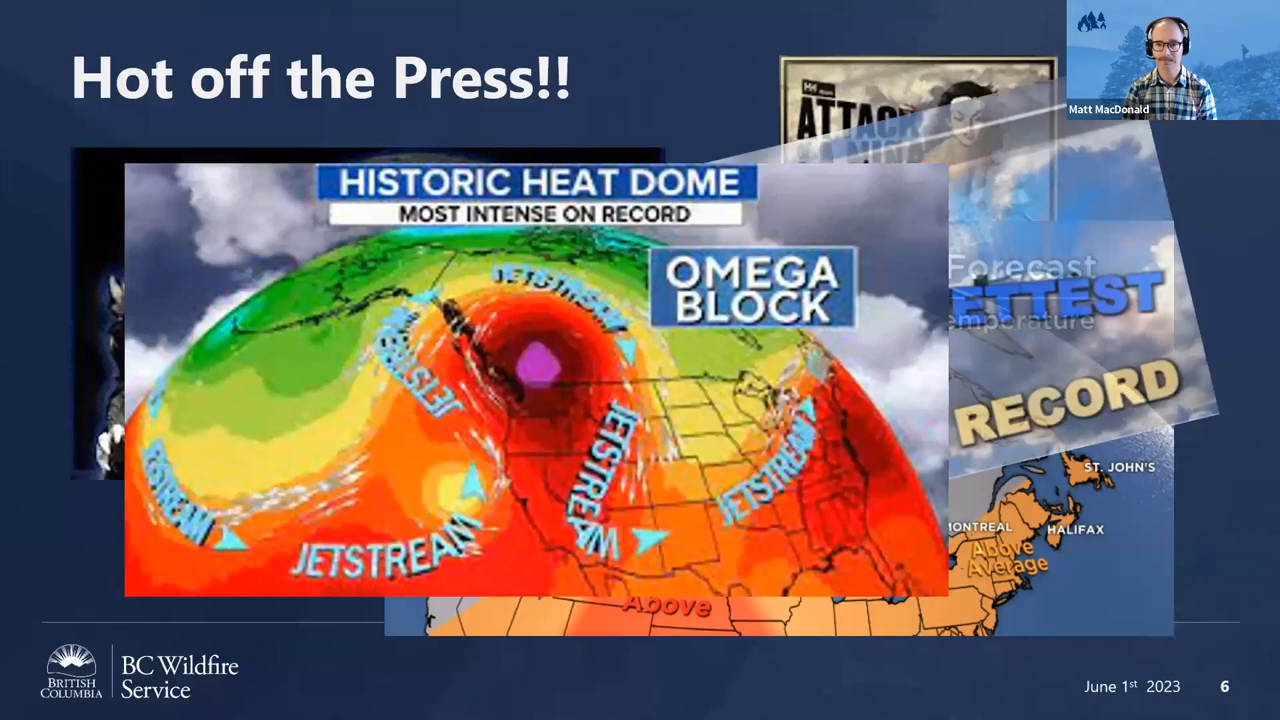 Hot off the Press!!
Matt MacDonald
ATTACK
HISTORIC HEAT DOME
MOST INTENSE ON RECORD
OMEGA
BLOCK
JETSTREAM
JETSTREAM
JETSTREAM
JETSTREAM
JETSTREAM
JETSTREAM
Forecast
ETTEST
emperature
RECORD
ST. JOHN'S
MONTREAL
HALIFAX
Above
Average
Above
BRITISH
COLUMBIA
BC Wildfire
Service
June 1st 2023
6